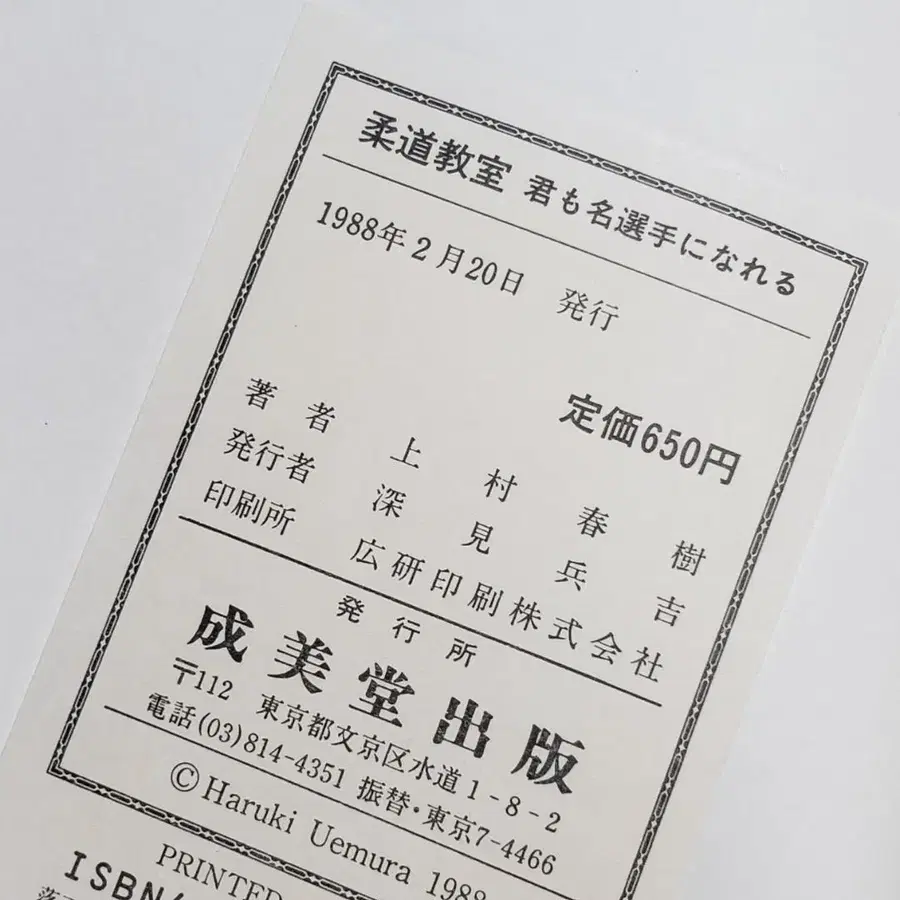 柔道教室 君も名選手になれる
1988年2月20日 発行
定価650円
著者 上村春樹
発行者 深見兵吉
印刷所 広研印刷株式会社
発行所
成美堂出版
〒112 東京都文京区水道1-8-2
電話(03)814-4351 振替・東京7-4466
© Haruki Uemura 1988
PRINTED
ISBN